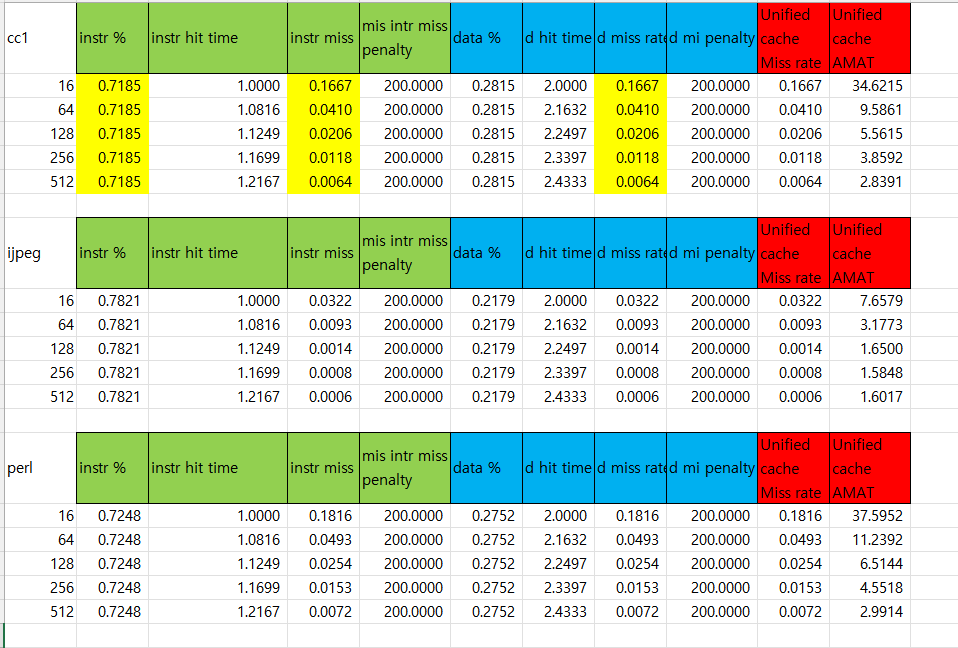 cc1 instr % instr hit time instr miss mis intr miss penalty data % d hit time d miss rate d mi penalty Unified cache Miss rate Unified cache AMAT
16 0.7185 1.0000 0.1667 200.0000 0.2815 2.0000 0.1667 200.0000 0.1667 34.6215
64 0.7185 1.0816 0.0410 200.0000 0.2815 2.1632 0.0410 200.0000 0.0410 9.5861
128 0.7185 1.1249 0.0206 200.0000 0.2815 2.2497 0.0206 200.0000 0.0206 5.5615
256 0.7185 1.1699 0.0118 200.0000 0.2815 2.3397 0.0118 200.0000 0.0118 3.8592
512 0.7185 1.2167 0.0064 200.0000 0.2815 2.4333 0.0064 200.0000 0.0064 2.8391
ijpeg instr % instr hit time instr miss mis intr miss penalty data % d hit time d miss rate d mi penalty Unified cache Miss rate Unified cache AMAT
16 0.7821 1.0000 0.0322 200.0000 0.2179 2.0000 0.0322 200.0000 0.0322 7.6579
64 0.7821 1.0816 0.0093 200.0000 0.2179 2.1632 0.0093 200.0000 0.0093 3.1773
128 0.7821 1.1249 0.0014 200.0000 0.2179 2.2497 0.0014 200.0000 0.0014 1.6500
256 0.7821 1.1699 0.0008 200.0000 0.2179 2.3397 0.0008 200.0000 0.0008 1.5848
512 0.7821 1.2167 0.0006 200.0000 0.2179 2.4333 0.0006 200.0000 0.0006 1.6017
perl instr % instr hit time instr miss mis intr miss penalty data % d hit time d miss rate d mi penalty Unified cache Miss rate Unified cache AMAT
16 0.7248 1.0000 0.1816 200.0000 0.2752 2.0000 0.1816 200.0000 0.1816 37.5952
64 0.7248 1.0816 0.0493 200.0000 0.2752 2.1632 0.0493 200.0000 0.0493 11.2392
128 0.7248 1.1249 0.0254 200.0000 0.2752 2.2497 0.0254 200.0000 0.0254 6.5144
256 0.7248 1.1699 0.0153 200.0000 0.2752 2.3397 0.0153 200.0000 0.0153 4.5518
512 0.7248 1.2167 0.0072 200.0000 0.2752 2.4333 0.0072 200.0000 0.0072 2.9914